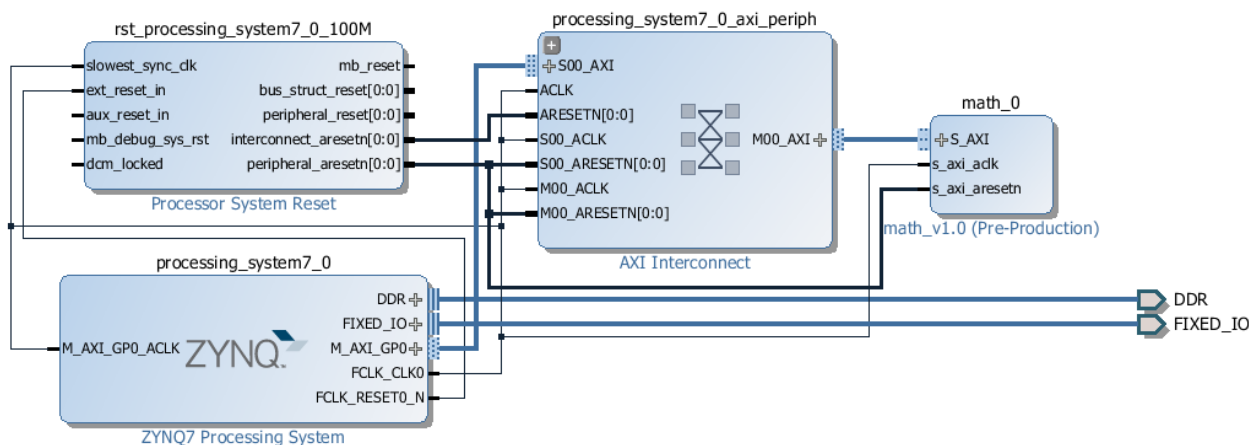 rst_processing_system7_0_100M
slowest_sync_clk
ext_reset_in
aux_reset_in
mb_debug_sys_rst
dcm_locked
mb_reset
bus_struct_reset[0:0]
peripheral_reset[0:0]
interconnect_aresetn[0:0]
peripheral_aresetn[0:0]
Processor System Reset
processing_system7_0_axi_periph
S00_AXI
ACLK
ARESETN[0:0]
S00_ACLK
S00_ARESETN[0:0]
M00_ACLK
M00_ARESETN[0:0]
M00_AXI
AXI Interconnect
math_0
S_AXI
s_axi_aclk
s_axi_aresetn
math_v1.0 (Pre-Production)
processing_system7_0
M_AXI_GP0_ACLK
ZYNQ
DDR
FIXED_IO
M_AXI_GP0
FCLK_CLK0
FCLK_RESET0_N
ZYNQ7 Processing System
DDR
FIXED_IO